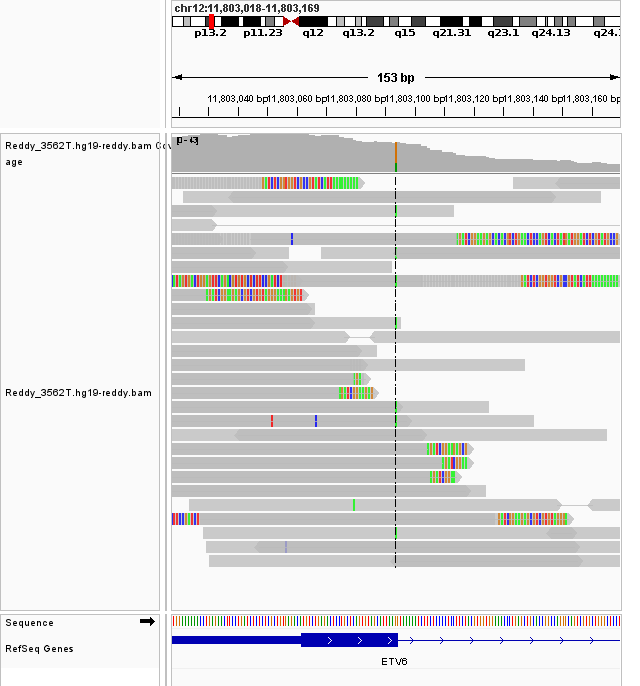 chr12:11,803,018-11,803,169
p13.2 p11.23 q12 q13.2 q15 q21.31 q23.1 q24.13 q24.
153 bp
11,803,040 bp 11,803,060 bp 11,803,080 bp 11,803,100 bp 11,803,120 bp 11,803,140 bp 11,803,160 bp
Reddy_3562T.hg19-reddy.bam Cov
age
Reddy_3562T.hg19-reddy.bam
Sequence
RefSeq Genes
ETV6